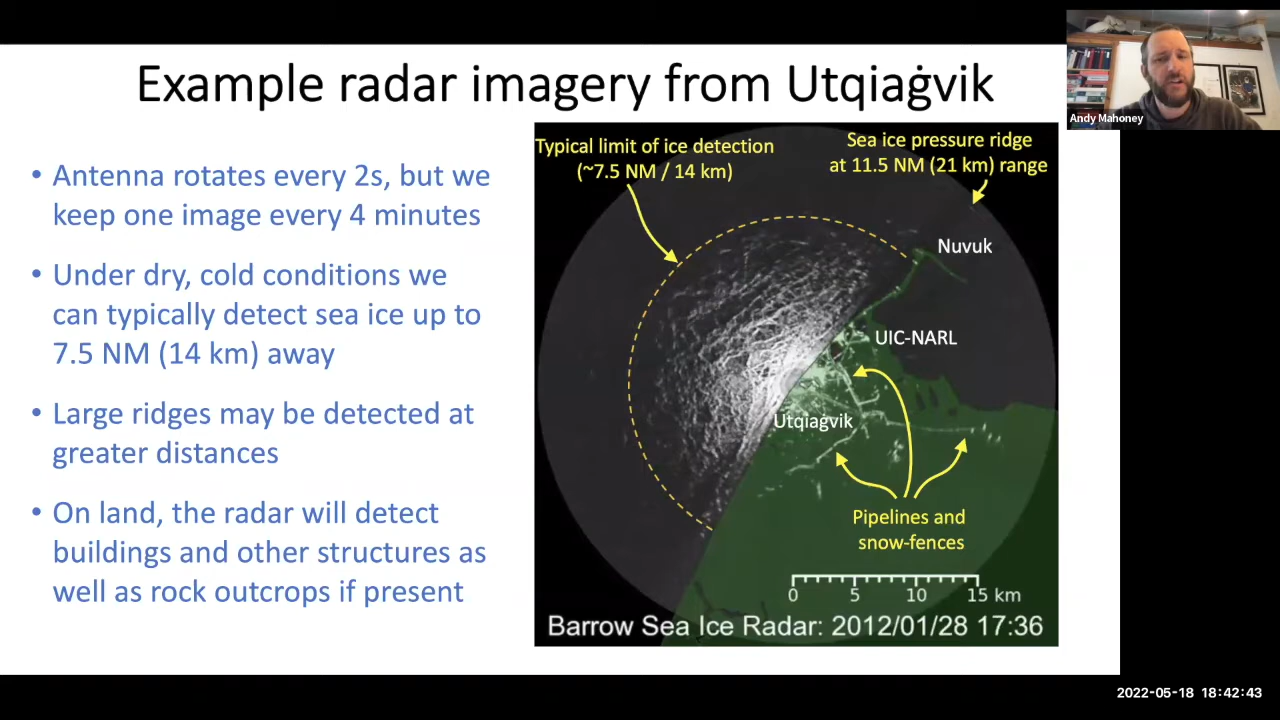 Example radar imagery from Utqiaġvik
Andy Mahoney
• Antenna rotates every 2s, but we
keep one image every 4 minutes
• Under dry, cold conditions we
can typically detect sea ice up to
7.5 NM (14 km) away
• Large ridges may be detected at
greater distances
• On land, the radar will detect
buildings and other structures as
well as rock outcrops if present
Typical limit of ice detection
(~7.5 NM / 14 km)
Sea ice pressure ridge
at 11.5 NM (21 km) range
Nuvuk
UIC-NARL
Utqiaġvik
Pipelines and
snow-fences
0 5 10 15 km
Barrow Sea Ice Radar: 2012/01/28 17:36
2022-05-18 18:42:43